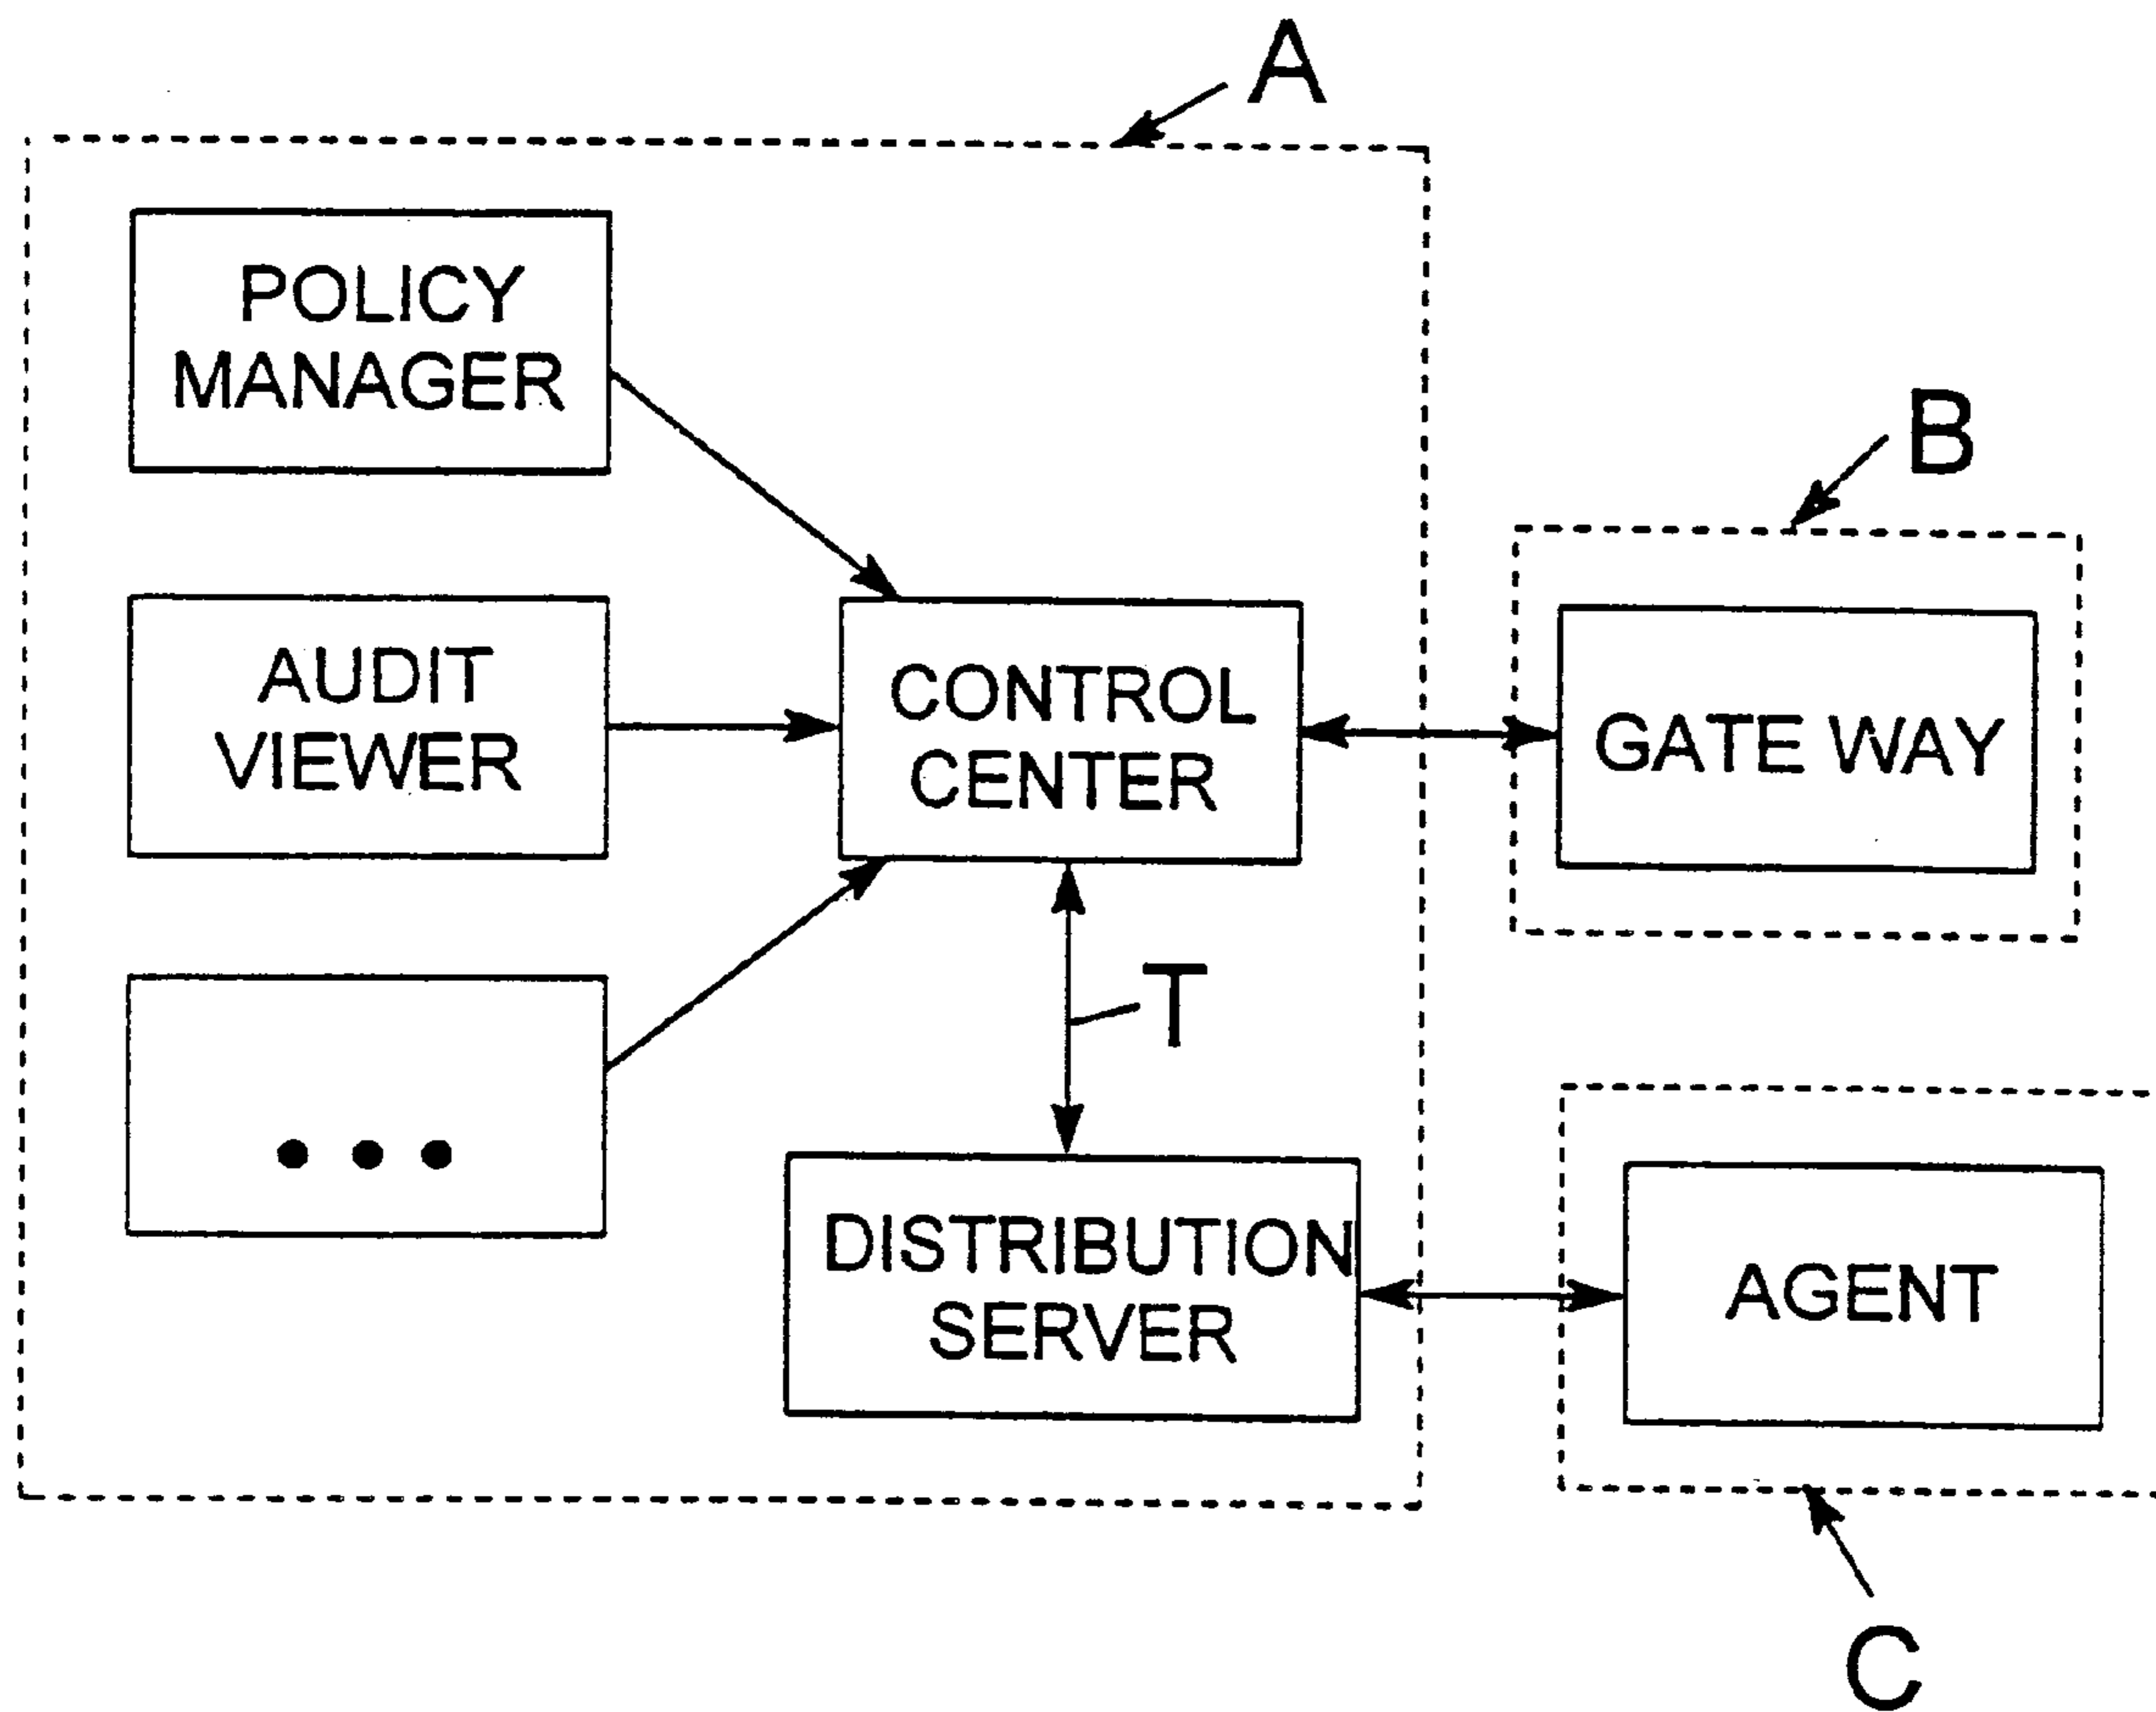 A
POLICY
MANAGER
B
AUDIT
VIEWER
CONTROL
CENTER
GATE WAY
T
• • •
DISTRIBUTION
SERVER
AGENT
C